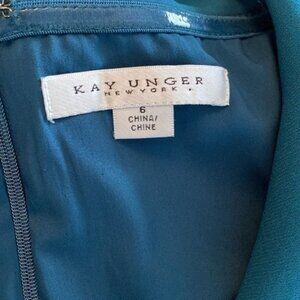 KAY UNGER
NEW YORK
6
CHINA/
CHINE